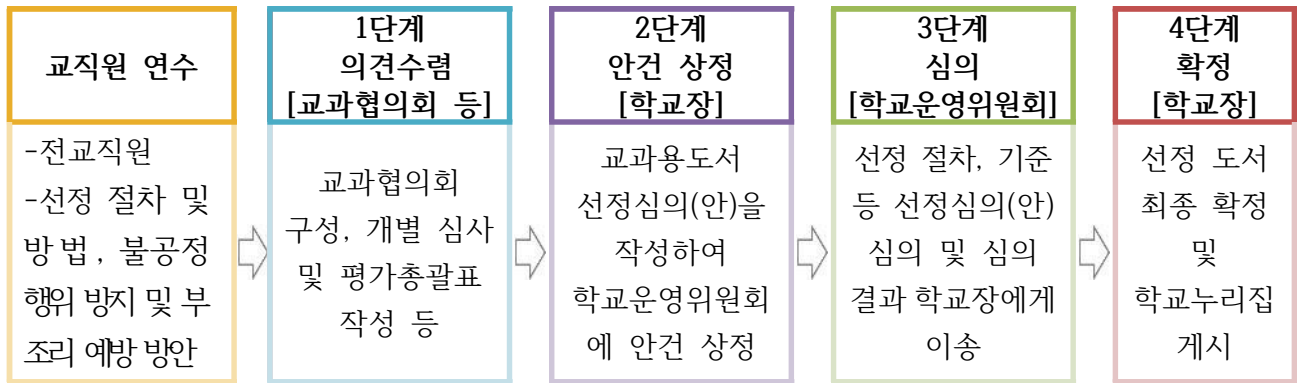 교직원 연수
-전교직원
-선정 절차 및
방법, 불공정
행위 방지 및 부
조리 예방 방안
1단계
의견수렴
[교과협의회 등]
교과협의회
구성, 개별 심사
및 평가총괄표
작성 등
2단계
안건 상정
[학교장]
교과용도서
선정심의(안)을
작성하여
학교운영위원회
에 안건 상정
3단계
심의
[학교운영위원회]
선정 절차, 기준
등 선정심의(안)
심의 및 심의
결과 학교장에게
이송
4단계
확정
[학교장]
선정 도서
최종 확정
및
학교누리집
게시